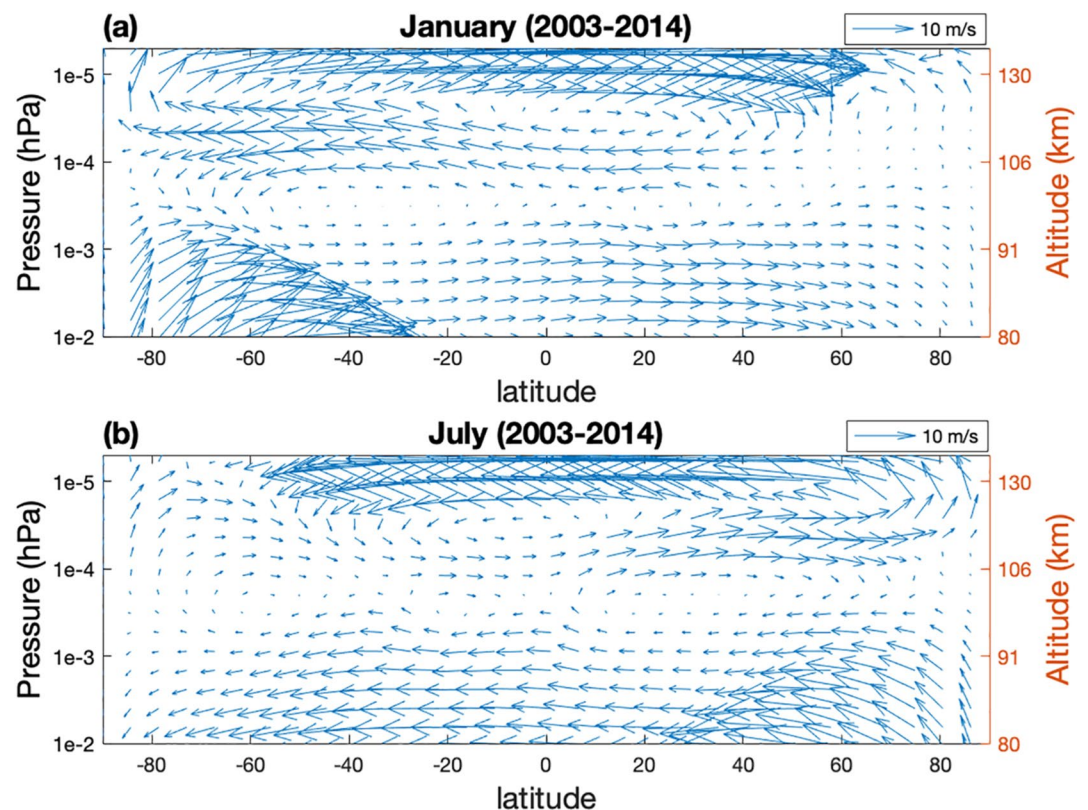 (a) January (2003-2014)
10 m/s
Pressure (hPa)
1e-5
1e-4
1e-3
1e-2
130
106
91
80
Altitude (km)
-80 -60 -40 -20 0 20 40 60 80
latitude
(b) July (2003-2014)
10 m/s
Pressure (hPa)
1e-5
1e-4
1e-3
1e-2
130
106
91
80
Altitude (km)
-80 -60 -40 -20 0 20 40 60 80
latitude